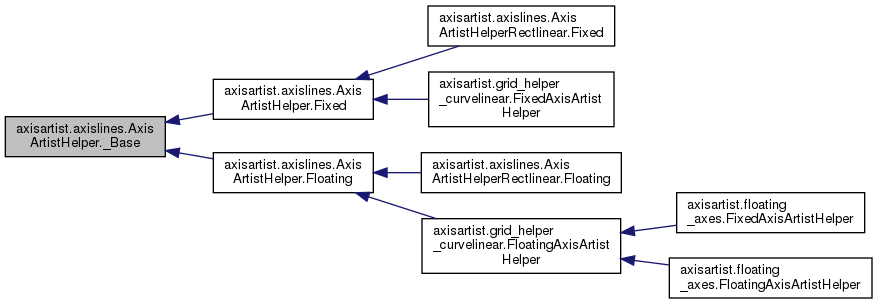 axisartist.axislines.Axis
ArtistHelperRectlinear.Fixed
axisartist.axislines.Axis
ArtistHelper.Fixed
axisartist.grid_helper
_curvelinear.FixedAxisArtist
Helper
axisartist.axislines.Axis
ArtistHelper._Base
axisartist.axislines.Axis
ArtistHelper.Floating
axisartist.axislines.Axis
ArtistHelperRectlinear.Floating
axisartist.grid_helper
_curvelinear.FloatingAxisArtist
Helper
axisartist.floating
_axes.FixedAxisArtistHelper
axisartist.floating
_axes.FloatingAxisArtistHelper